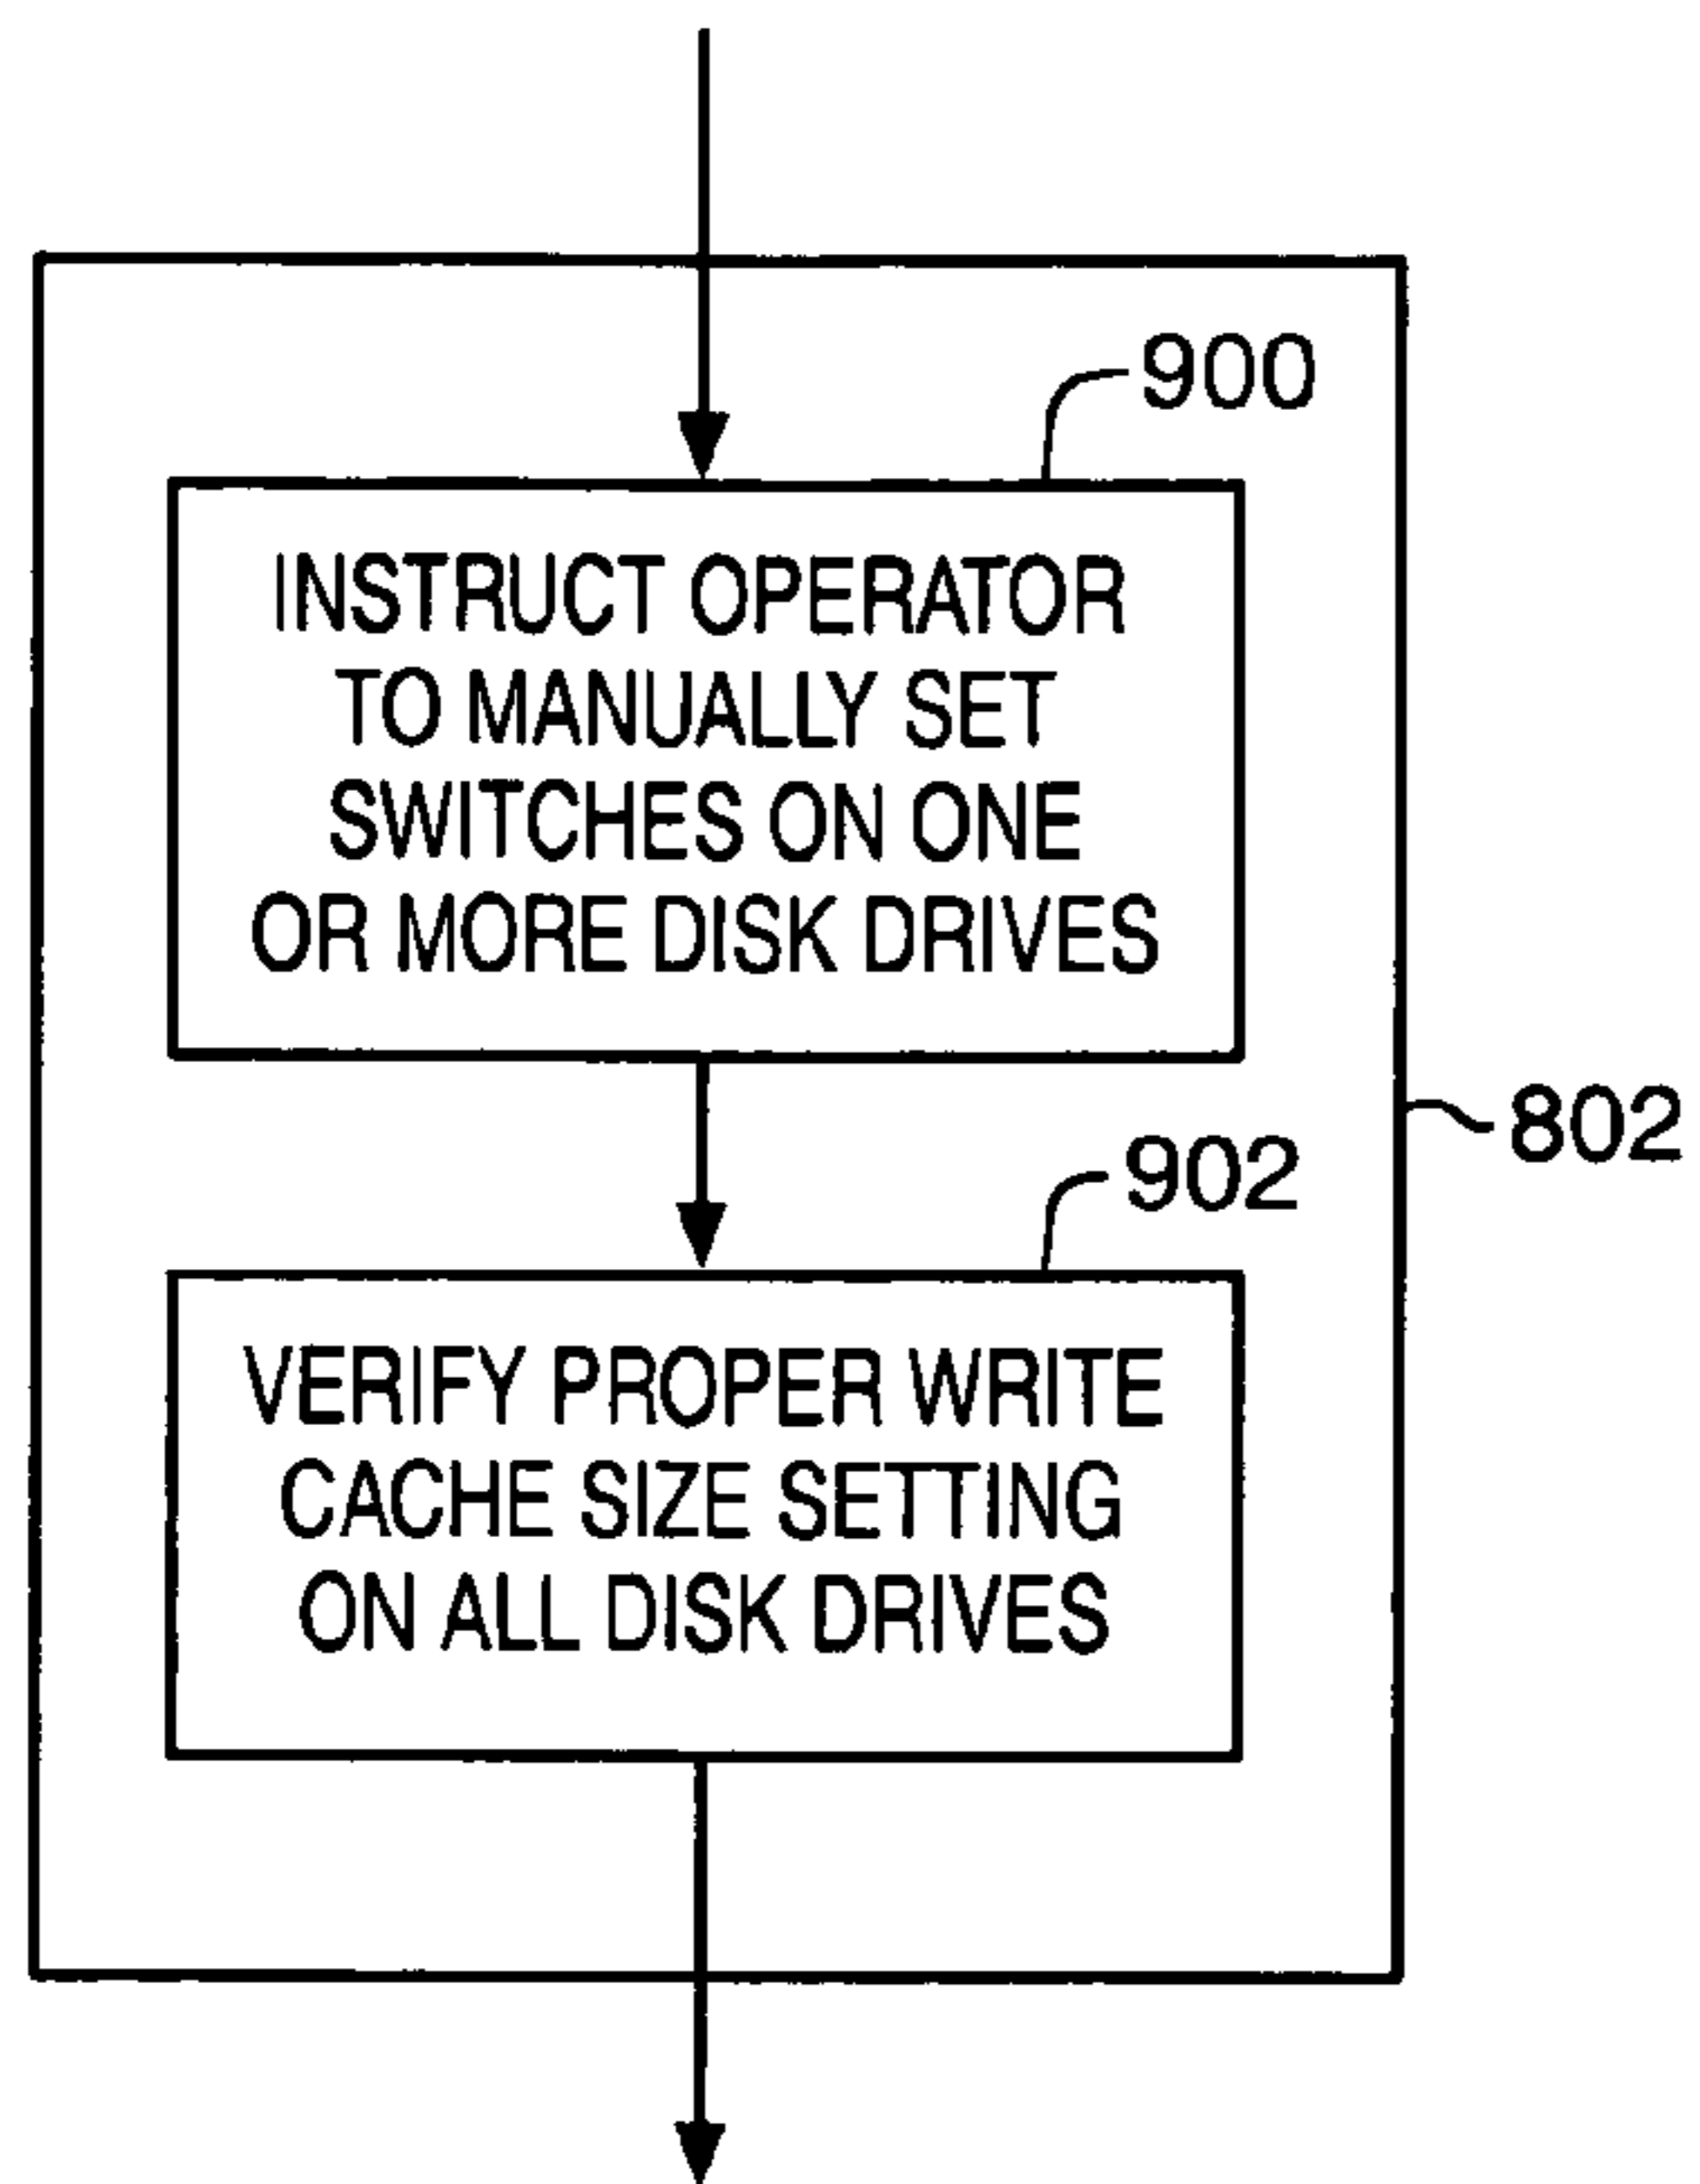 900
INSTRUCT OPERATOR
TO MANUALLY SET
SWITCHES ON ONE
OR MORE DISK DRIVES
802
902
VERIFY PROPER WRITE
CACHE SIZE SETTING
ON ALL DISK DRIVES